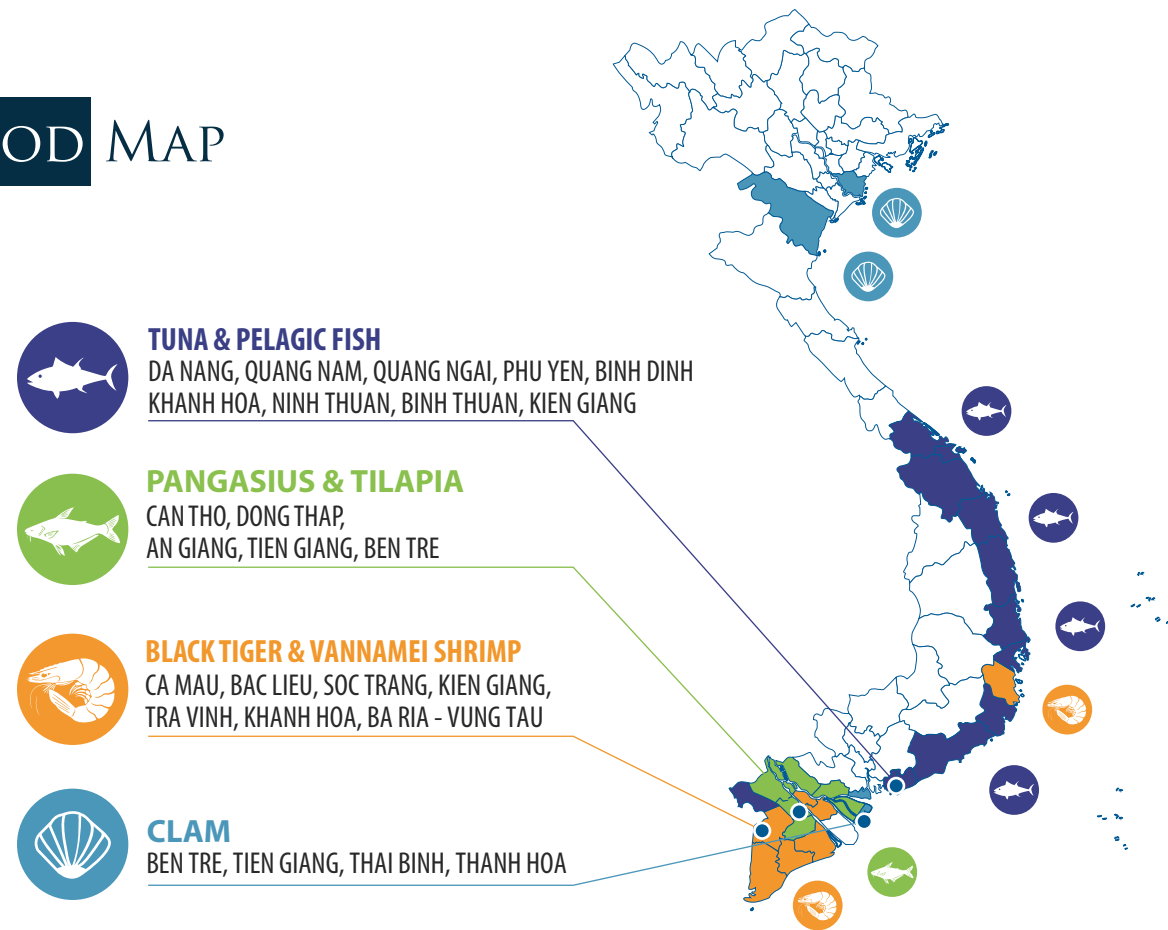 OD MAP
TUNA & PELAGIC FISH
DA NANG, QUANG NAM, QUANG NGAI, PHU YEN, BINH DINH
KHANH HOA, NINH THUAN, BINH THUAN, KIEN GIANG
PANGASIUS & TILAPIA
CAN THO, DONG THAP,
AN GIANG, TIEN GIANG, BEN TRE
BLACK TIGER & VANNAMEI SHRIMP
CA MAU, BAC LIEU, SOC TRANG, KIEN GIANG,
TRA VINH, KHANH HOA, BA RIA - VUNG TAU
CLAM
BEN TRE, TIEN GIANG, THAI BINH, THANH HOA